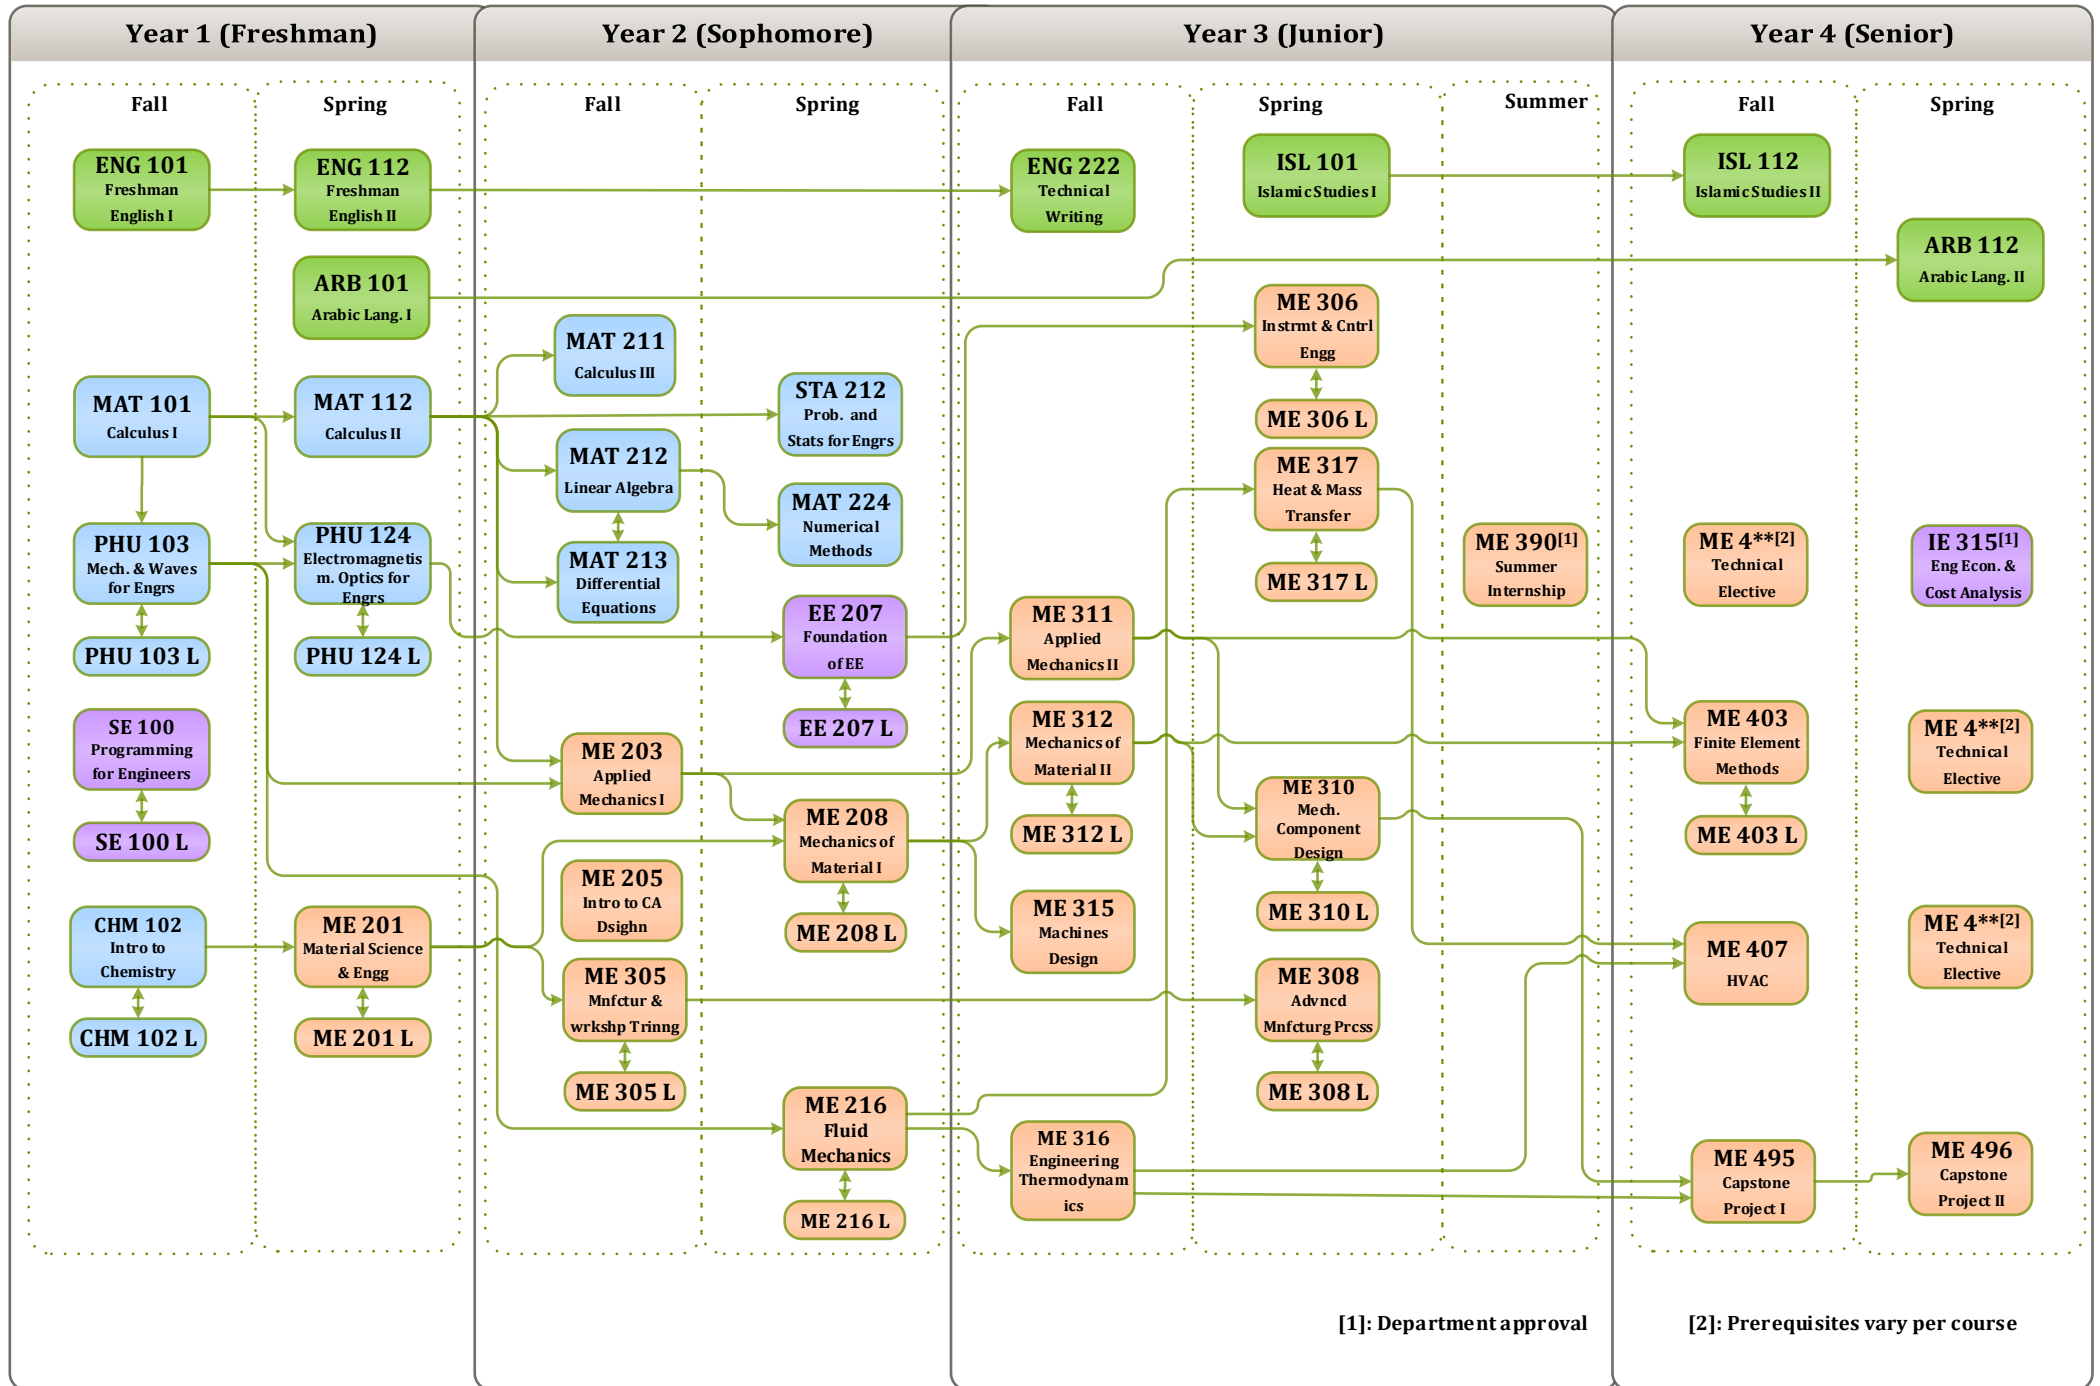 Year 1 (Freshman)
Year 2 (Sophomore)
Year 3 (Junior)
Year 4 (Senior)
Fall
Spring
Fall
Spring
Fall
Spring
Summer
Fall
Spring
ENG 101
Freshman
English I
CHM 102
Intro to
Chemistry
CHM 102 L
MAT 101
Calculus I
PHU 103
Mech. & Waves
for Engrs
PHU 103 L
SE 100
Programming
for Engineers
SE 100 L
ENG 112
Freshman
English II
ARB 101
Arabic Lang. I
MAT 112
Calculus II
PHU 124
Electromagnetis
m. Optics for
Engrs
PHU 124 L
ME 201
Material Science
& Engg
ME 201 L
MAT 211
Calculus III
MAT 212
Linear Algebra
MAT 213
Differential
Equations
ME 203
Applied
Mechanics I
ME 205
Intro to CA
Dsighn
ME 305
Mnfctur &
wrkshp Trinng
ME 305 L
STA 212
Prob. and
Stats for Engrs
MAT 224
Numerical
Methods
EE 207
Foundation
of EE
EE 207 L
ME 208
Mechanics of
Material I
ME 208 L
ME 216
Fluid
Mechanics
ME 216 L
ENG 222
Technical
Writing
ME 311
Applied
Mechanics II
ME 312
Mechanics of
Material II
ME 312 L
ME 315
Machines
Design
ME 316
Engineering
Thermodynam
ics
ISL 101
Islamic Studies I
ME 306
Instrmt & Cntrl
Engg
ME 306 L
ME 317
Heat & Mass
Transfer
ME 317 L
ME 310
Mech.
Component
Design
ME 310 L
ME 308
Advncd
Mnfcturg Prcss
ME 308 L
ME 390[1]
Summer
Internship
ISL 112
Islamic Studies II
ME 4**[2]
Technical
Elective
ME 403
Finite Element
Methods
ME 403 L
ME 407
HVAC
ME 495
Capstone
Project I
ARB 112
Arabic Lang. II
IE 315[1]
Eng Econ. &
Cost Analysis
ME 4**[2]
Technical
Elective
ME 4**[2]
Technical
Elective
ME 496
Capstone
Project II
[1]: Department approval
[2]: Prerequisites vary per course